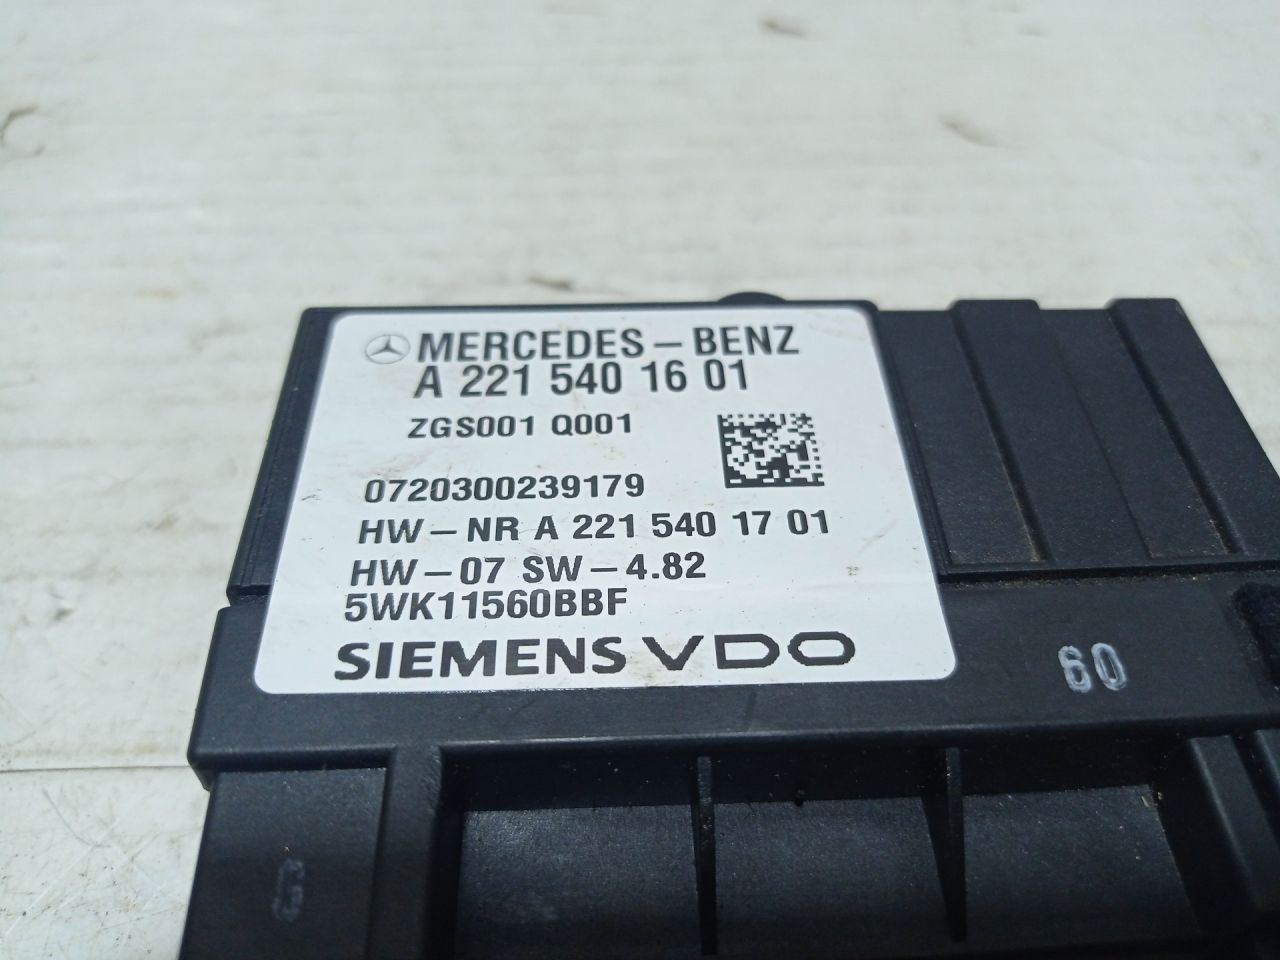 MERCEDES-BENZ
A 221 540 16 01
ZGS001 Q001
0720300239179
HW-NR A 221 540 17 01
HW-07 SW-4.82
5WK11560BBF
SIEMENS VDO
60